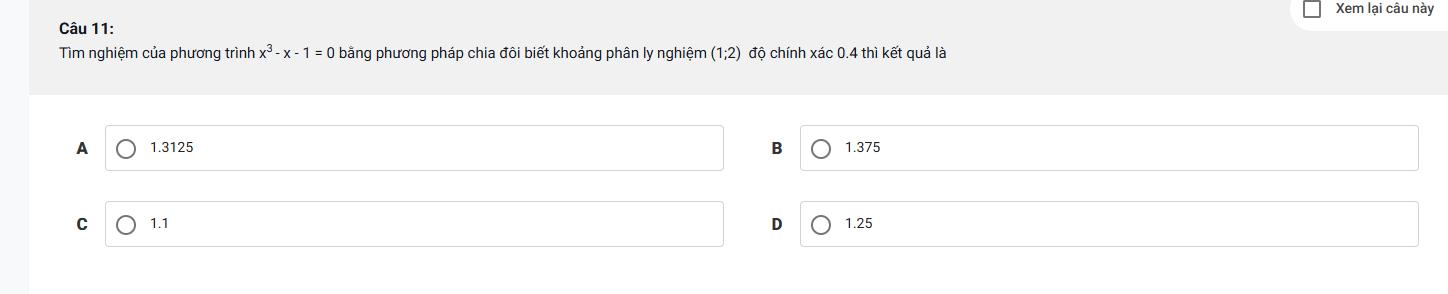 Xem lại câu này
Câu 11:
Tìm nghiệm của phương trình x³ - x - 1 = 0 bằng phương pháp chia đôi biết khoảng phân ly nghiệm (1;2) độ chính xác 0.4 thì kết quả là
A 1.3125
B 1.375
C 1.1
D 1.25